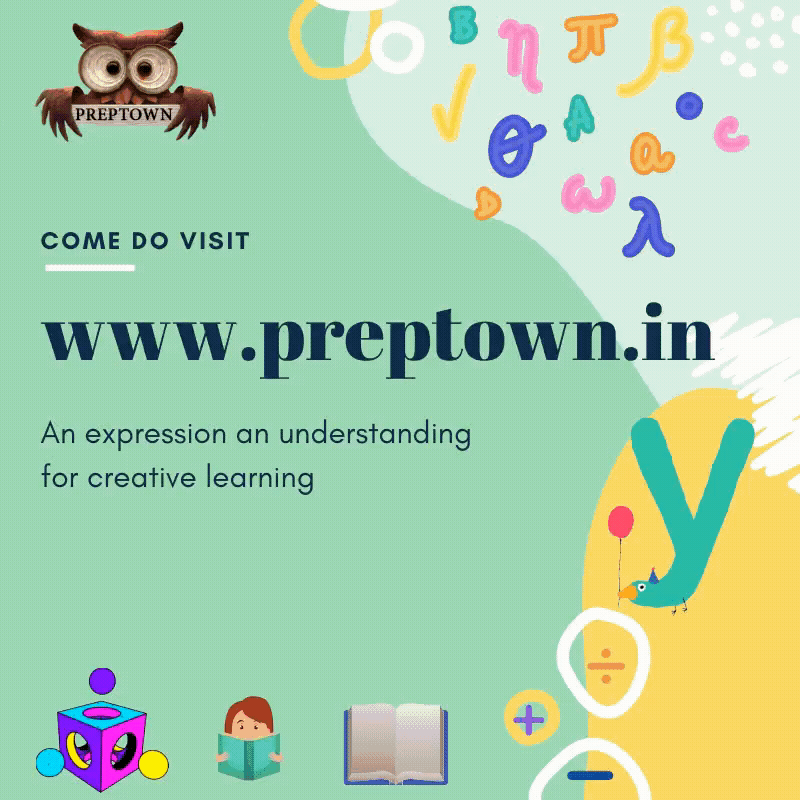 PREPTOWN
B η π β
√ θ A o c
a
D ω λ
COME DO VISIT
www.preptown.in
An expression an understanding
for creative learning
y
÷
+
−